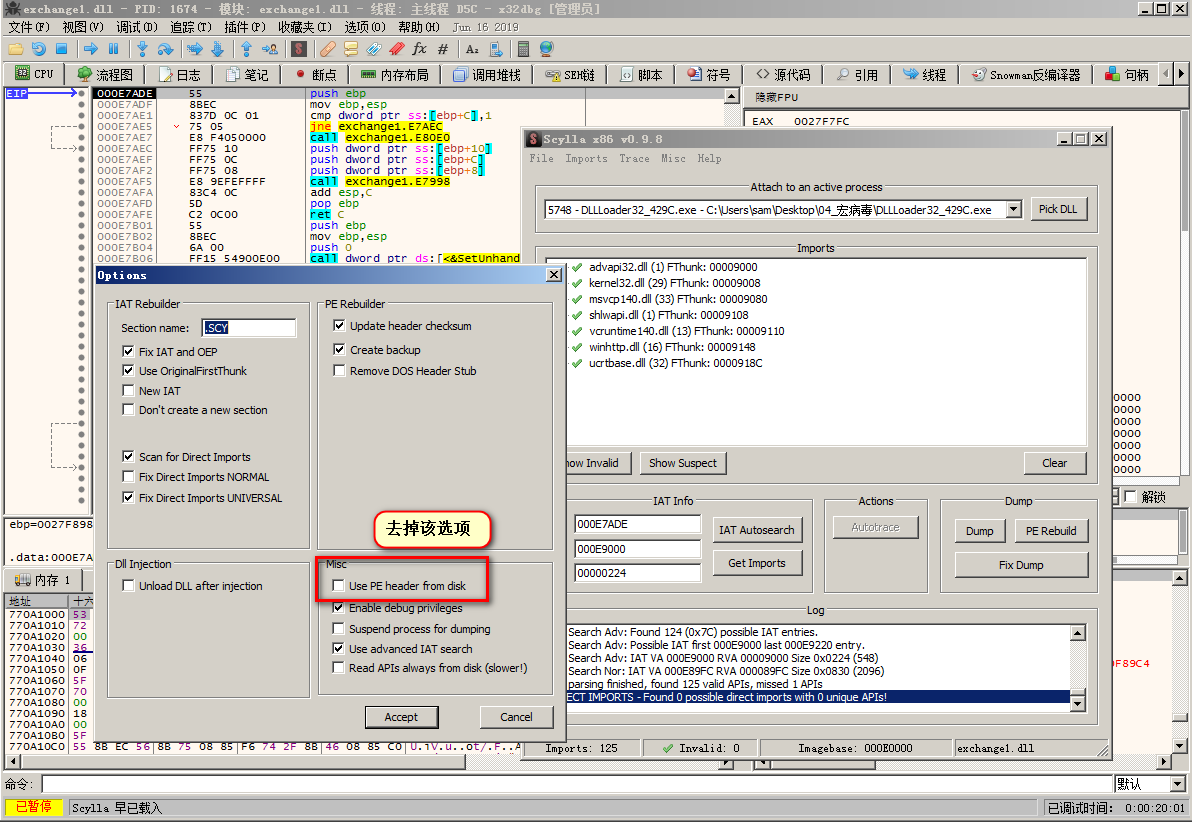 exchange1.dll - PID: 1674 - 模块: exchange1.dll - 线程: 主线程 D5C - x32dbg [管理员]
文件(F) 视图(V) 调试(D) 追踪(T) 插件(P) 收藏夹(I) 选项(O) 帮助(H) Jun 16 2019
CPU 流程图 日志 笔记 断点 内存布局 调用堆栈 SEH链 脚本 符号 源代码 引用 线程 Snowman反编译器 句柄
EIP
000E7ADE 55 push ebp
000E7ADF 8BEC mov ebp,esp
000E7AE1 837D 0C 01 cmp dword ptr ss:[ebp+C],1
000E7AE5 75 05 jne exchange1.E7AEC
000E7AE7 E8 F4050000 call exchange1.E80E0
000E7AEC FF75 10 push dword ptr ss:[ebp+10]
000E7AEF FF75 0C push dword ptr ss:[ebp+C]
000E7AF2 FF75 08 push dword ptr ss:[ebp+8]
000E7AF5 E8 9EFEFFFF call exchange1.E7998
000E7AFA 83C4 0C add esp,C
000E7AFD 5D pop ebp
000E7AFE C2 0C00 ret C
000E7B01 55 push ebp
000E7B02 8BEC mov ebp,esp
000E7B04 6A 00 push 0
000E7B06 FF15 54900E00 call dword ptr ds:[<&SetUnhand
隐藏FPU
EAX 0027F7FC
Scylla x86 v0.9.8
File Imports Trace Misc Help
Attach to an active process
5748 - DLLLoader32_429C.exe - C:\Users\sam\Desktop\04_宏病毒\DLLLoader32_429C.exe
Pick DLL
Imports
advapi32.dll (1) FThunk: 00009000
kernel32.dll (29) FThunk: 00009008
msvcp140.dll (33) FThunk: 00009080
shlwapi.dll (1) FThunk: 00009108
vcruntime140.dll (13) FThunk: 00009110
winhttp.dll (16) FThunk: 00009148
ucrtbase.dll (32) FThunk: 0000918C
how Invalid Show Suspect Clear
IAT Info
000E7ADE
000E9000
00000224
IAT Autosearch
Get Imports
Actions
Autotrace
Dump
Dump PE Rebuild
Fix Dump
Log
Search Adv: Found 124 (0x7C) possible IAT entries.
Search Adv: Possible IAT first 000E9000 last 000E9220 entry.
Search Adv: IAT VA 000E9000 RVA 00009000 Size 0x0224 (548)
Search Nor: IAT VA 000E89FC RVA 000089FC Size 0x0830 (2096)
parsing finished, found 125 valid APIs, missed 1 APIs
ECT IMPORTS - Found 0 possible direct imports with 0 unique APIs!
Imports: 125 Invalid: 0 Imagebase: 000E0000 exchange1.dll
Options
IAT Rebuilder
Section name: .SCY
Fix IAT and OEP
Use OriginalFirstThunk
New IAT
Don't create a new section
Scan for Direct Imports
Fix Direct Imports NORMAL
Fix Direct Imports UNIVERSAL
PE Rebuilder
Update header checksum
Create backup
Remove DOS Header Stub
去掉该选项
Dll Injection
Unload DLL after injection
Misc
Use PE header from disk
Enable debug privileges
Suspend process for dumping
Use advanced IAT search
Read APIs always from disk (slower!)
Accept Cancel
0000
0000
0000
0000
0000
0000
0000
解锁
0F89C4
ebp=0027F898
.data:000E7A
内存 1
地址 十六
770A1000 53
770A1010 72
770A1020 00
770A1030 36
770A1040 06
770A1050 0F
770A1060 5F
770A1070 70
770A1080 00
770A1090 18
770A10A0 00
770A10B0 5F
770A10C0 55 8B EC 56 8B 75 08 85 F6 74 2F 8B 46 08 85 C0 U.ìV.u..öt/.F..À
命令: 默认
已暂停 Scylla 早已载入 已调试时间: 0:00:20:01